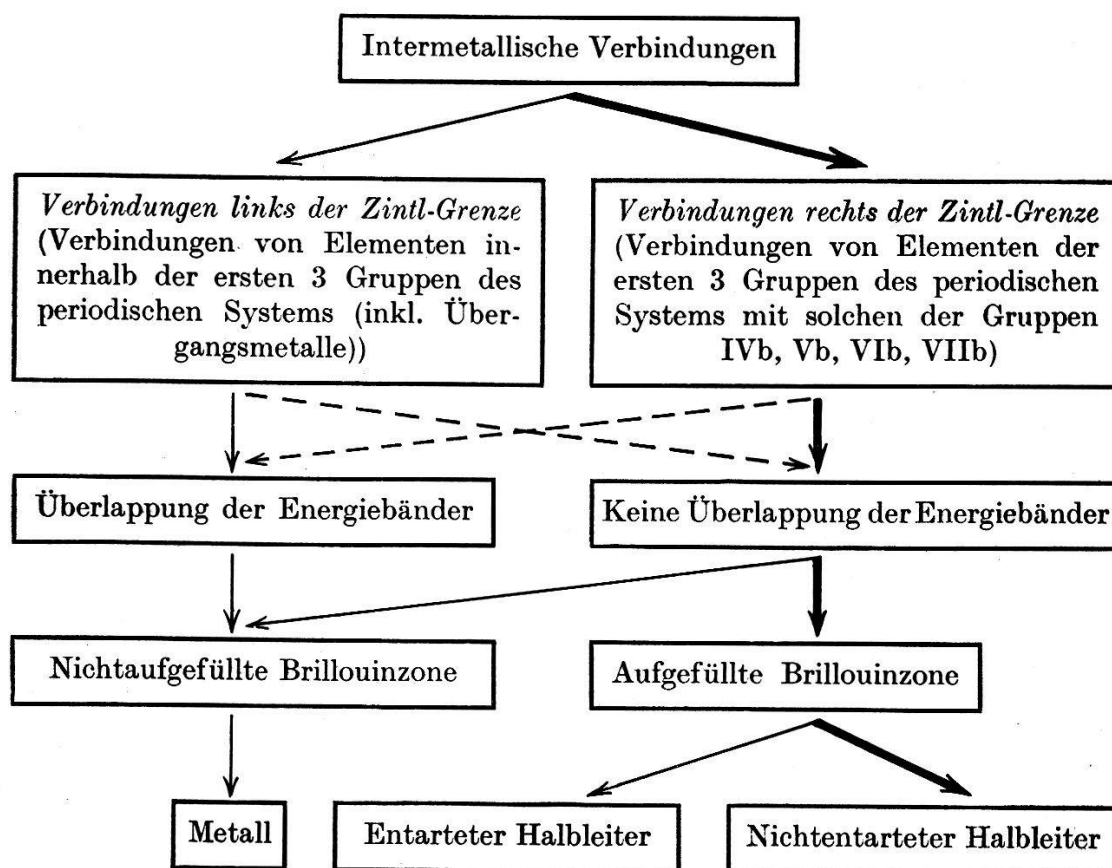 Intermetallische Verbindungen
Verbindungen links der Zintl-Grenze
(Verbindungen von Elementen in-
nerhalb der ersten 3 Gruppen des
periodischen Systems (inkl. Über-
gangsmetalle))
Verbindungen rechts der Zintl-Grenze
(Verbindungen von Elementen der
ersten 3 Gruppen des periodischen
Systems mit solchen der Gruppen
IVb, Vb, VIb, VIIb)
Überlappung der Energiebänder
Keine Überlappung der Energiebänder
Nichtaufgefüllte Brillouinzone
Aufgefüllte Brillouinzone
Metall
Entarteter Halbleiter
Nichtentarteter Halbleiter